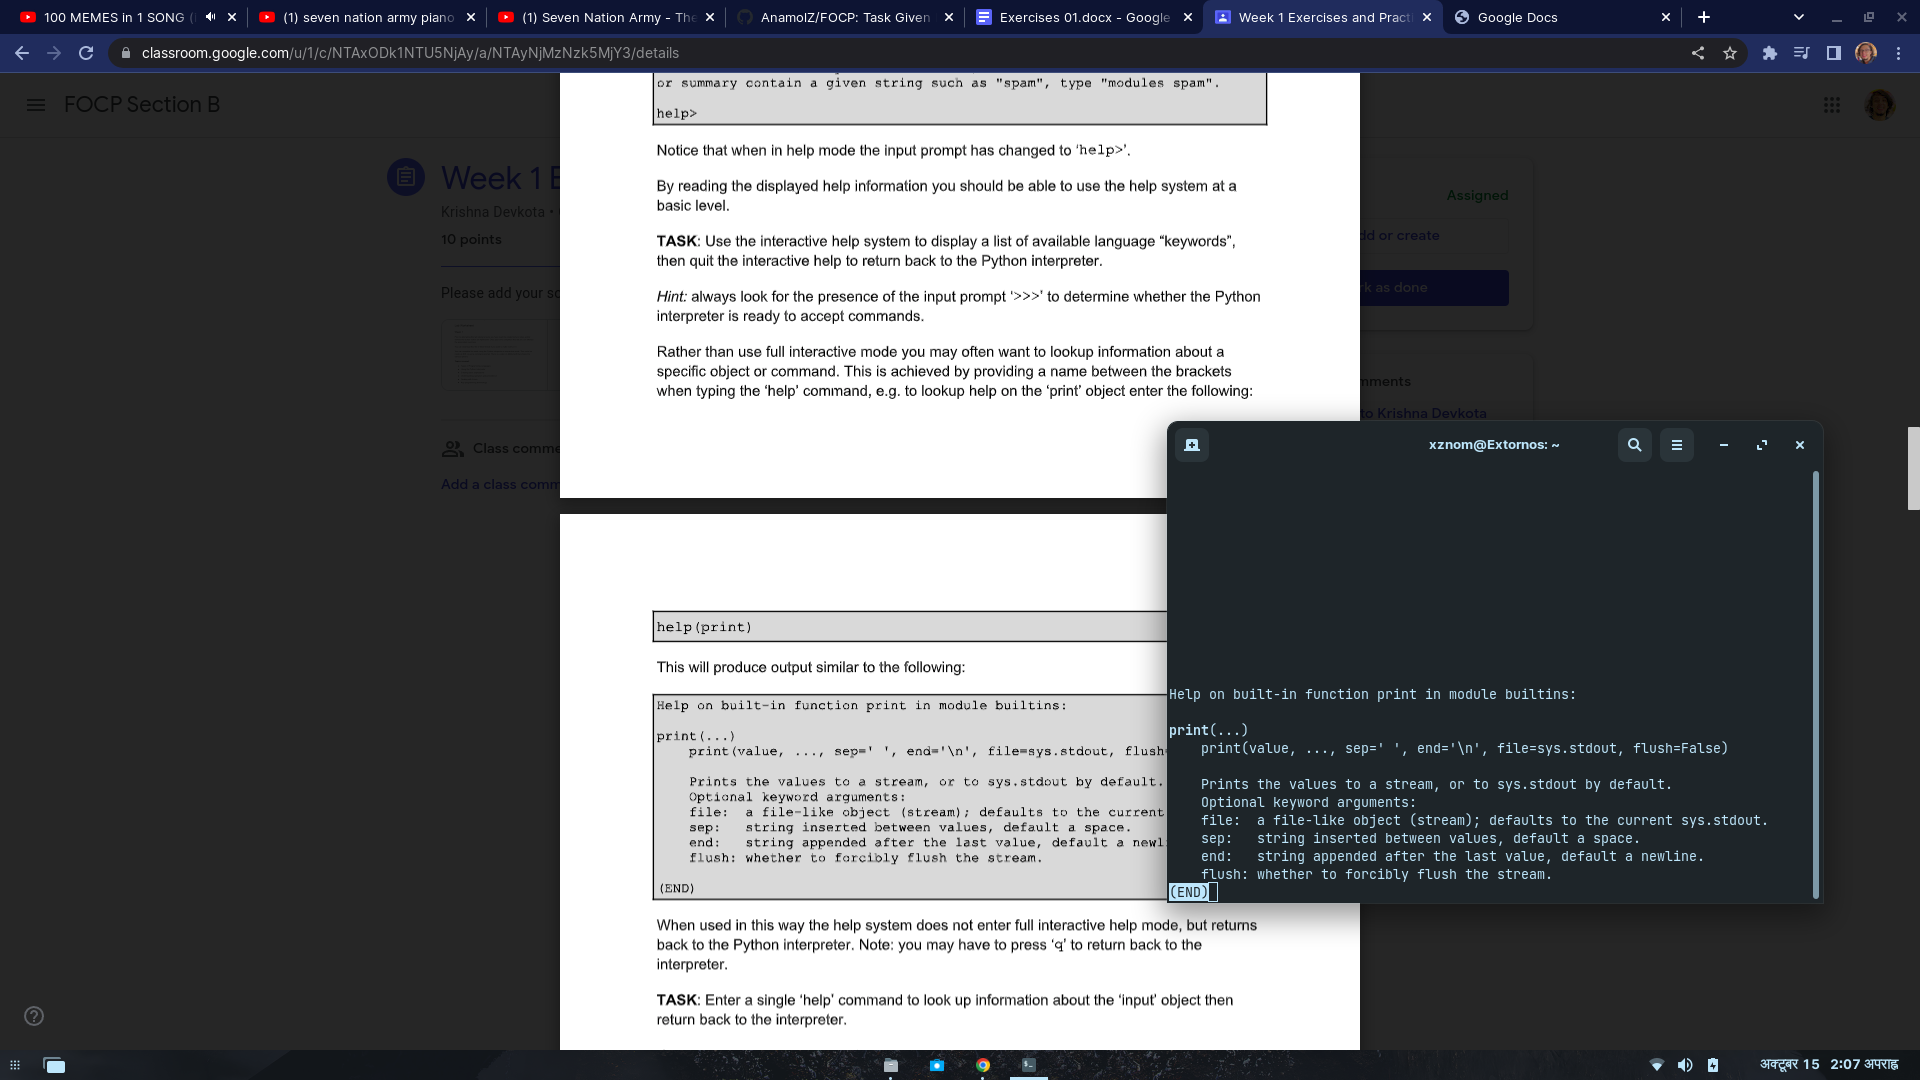 100 MEMES in 1 SONG (
(1) seven nation army piano
(1) Seven Nation Army - The
AnamolZ/FOCP: Task Given
Exercises 01.docx - Google
Week 1 Exercises and Practi
Google Docs
classroom.google.com/u/1/c/NTAxODk1NTU5NjAy/a/NTAyNjMzNzk5MjY3/details
FOCP Section B
Week 1 E
Krishna Devkota •
10 points
Please add your so
Class comme
Add a class comm
Assigned
dd or create
rk as done
mments
to Krishna Devkota
or summary contain a given string such as "spam", type "modules spam".
help>
Notice that when in help mode the input prompt has changed to ‘help>’.
By reading the displayed help information you should be able to use the help system at a
basic level.
TASK: Use the interactive help system to display a list of available language “keywords”,
then quit the interactive help to return back to the Python interpreter.
Hint: always look for the presence of the input prompt ‘>>>’ to determine whether the Python
interpreter is ready to accept commands.
Rather than use full interactive mode you may often want to lookup information about a
specific object or command. This is achieved by providing a name between the brackets
when typing the ‘help’ command, e.g. to lookup help on the ‘print’ object enter the following:
help(print)
This will produce output similar to the following:
Help on built-in function print in module builtins:
print(...)
print(value, ..., sep=' ', end='\n', file=sys.stdout, flush
Prints the values to a stream, or to sys.stdout by default.
Optional keyword arguments:
file: a file-like object (stream); defaults to the current
sep: string inserted between values, default a space.
end: string appended after the last value, default a newl
flush: whether to forcibly flush the stream.
(END)
When used in this way the help system does not enter full interactive help mode, but returns
back to the Python interpreter. Note: you may have to press ‘q’ to return back to the
interpreter.
TASK: Enter a single ‘help’ command to look up information about the ‘input’ object then
return back to the interpreter.
xznom@Extornos: ~
Help on built-in function print in module builtins:
print(...)
print(value, ..., sep=' ', end='\n', file=sys.stdout, flush=False)
Prints the values to a stream, or to sys.stdout by default.
Optional keyword arguments:
file: a file-like object (stream); defaults to the current sys.stdout.
sep: string inserted between values, default a space.
end: string appended after the last value, default a newline.
flush: whether to forcibly flush the stream.
(END)
अक्टूबर 15 2:07 अपराह्न